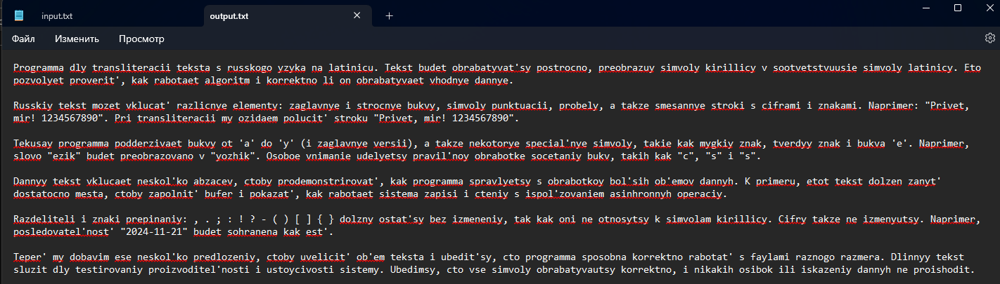 input.txt
output.txt
Файл
Изменить
Просмотр
Programma dly transliteracii teksta s russkogo yzyka na latinicu. Tekst budet obrabatyvat'sy postrocno, preobrazuy simvoly kirillicy v sootvetstvuusie simvoly latinicy. Eto
pozvolyet proverit', kak rabotaet algoritm i korrektno li on obrabatyvaet vhodnye dannye.
Russkiy tekst mozet vklucat' razlicnye elementy: zaglavnye i strocnye bukvy, simvoly punktuacii, probely, a takze smesannye stroki s ciframi i znakami. Naprimer: "Privet,
mir! 1234567890". Pri transliteracii my ozidaem polucit' stroku "Privet, mir! 1234567890".
Tekusay programma podderzivaet bukvy ot 'a' do 'y' (i zaglavnye versii), a takze nekotorye special'nye simvoly, takie kak mygkiy znak, tverdyy znak i bukva 'e'. Naprimer,
slovo "ezik" budet preobrazovano v "yozhik". Osoboe vnimanie udelyetsy pravil'noy obrabotke socetaniy bukv, takih kak "c", "s" i "s".
Dannyy tekst vklucaet neskol'ko abzacev, ctoby prodemonstrirovat', kak programma spravlyetsy s obrabotkoy bol'sih ob'emov dannyh. K primeru, etot tekst dolzen zanyt'
dostatocno mesta, ctoby zapolnit' bufer i pokazat', kak rabotaet sistema zapisi i cteniy s ispol'zovaniem asinhronnyh operaciy.
Razdeliteli i znaki prepinaniy: , . ; : ! ? - ( ) [ ] { } dolzny ostat'sy bez izmeneniy, tak kak oni ne otnosytsy k simvolam kirillicy. Cifry takze ne izmenyutsy. Naprimer,
posledovatel'nost' "2024-11-21" budet sohranena kak est'.
Teper' my dobavim ese neskol'ko predlozeniy, ctoby uvelicit' ob'em teksta i ubedit'sy, cto programma sposobna korrektno rabotat' s faylami raznogo razmera. Dlinnyy tekst
sluzit dly testirovaniy proizvoditel'nosti i ustoycivosti sistemy. Ubedimsy, cto vse simvoly obrabatyvautsy korrektno, i nikakih osibok ili iskazeniy dannyh ne proishodit.